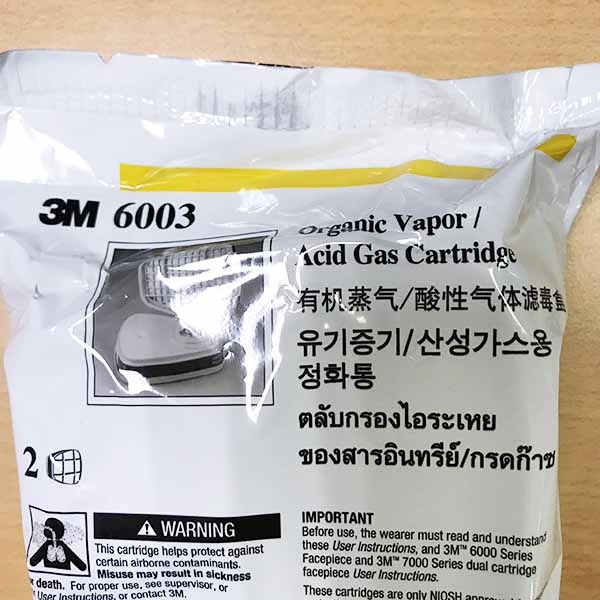 3M 6003
Organic Vapor /
Acid Gas Cartridge
有机蒸气/酸性气体滤毒盒
유기증기/산성가스용
정화통
ตลับกรองไอระเหย
ของสารอินทรีย์/กรดก๊าซ
2
WARNING
This cartridge helps protect against
certain airborne contaminants.
Misuse may result in sickness
or death. For proper use, see supervisor, or
User Instructions, or contact 3M.
IMPORTANT
Before use, the wearer must read and understand
these User Instructions, and 3M™ 6000 Series
Facepiece and 3M™ 7000 Series dual cartridge
facepiece User Instructions.
These cartridges are only NIOSH